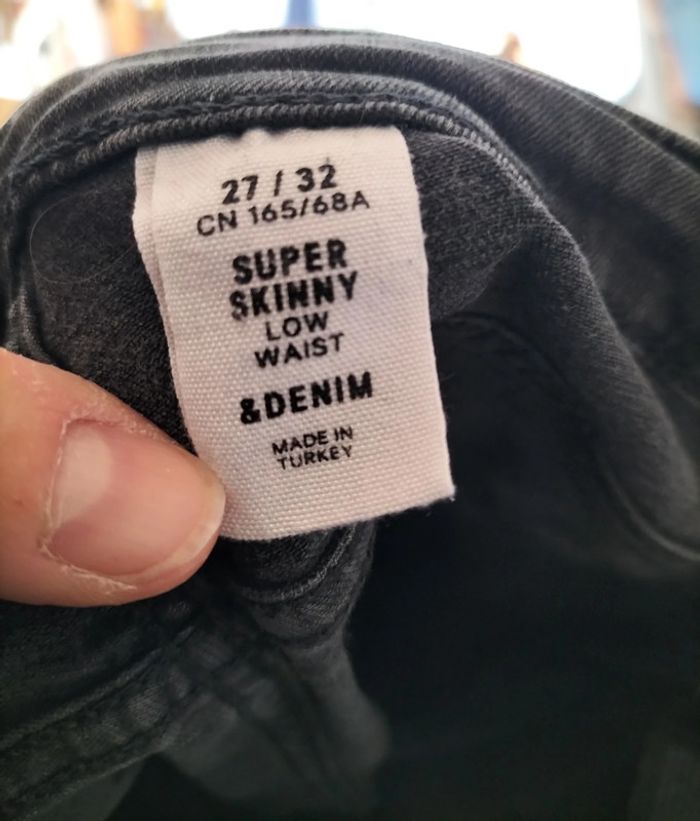 27 / 32
CN 165/68A
SUPER
SKINNY
LOW
WAIST
&DENIM
MADE IN
TURKEY